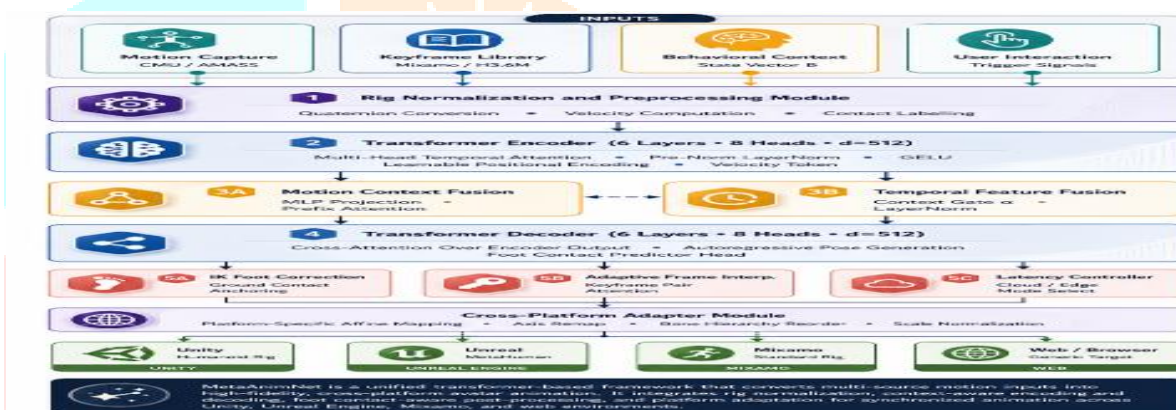 INPUTS
Motion Capture
CMU / AMASS
Keyframe Library
Mixamo / H3.6M
Behavioral Context
State Vector B
User Interaction
Trigger Signals
1 Rig Normalization and Preprocessing Module
Quaternion Conversion • Velocity Computation • Contact Labelling
2 Transformer Encoder (6 Layers • 8 Heads • d=512)
Multi-Head Temporal Attention • Pre-Norm LayerNorm • GELU
Learnable Positional Encoding • Velocity Token
3A Motion Context Fusion
MLP Projection •
Prefix Attention
3B Temporal Feature Fusion
Context Gate α •
LayerNorm
4 Transformer Decoder (6 Layers • 8 Heads • d=512)
Cross-Attention Over Encoder Output • Autoregressive Pose Generation
Foot Contact Predictor Head
5A IK Foot Correction
Ground Contact
Anchoring
5B Adaptive Frame Interp.
Keyframe Pair
Attention
5C Latency Controller
Cloud / Edge
Mode Select
Cross-Platform Adapter Module
Platform-Specific Affine Mapping • Axis Remap • Bone Hierarchy Reorder • Scale Normalization
Unity
Humanoid Rig
UNITY
Unreal
MetaHuman
UNREAL ENGINE
Mixamo
Standard Rig
MIXAMO
Web / Browser
Generic Target
WEB
MetaAnimNet is a unified transformer-based framework that converts multi-source motion inputs into
high-fidelity, cross-platform avatar animation. It integrates rig normalization, context-aware encoding and
decoding, foot contact-aware post-processing, and platform adaptation for synchronized animation across
Unity, Unreal Engine, Mixamo, and web environments.